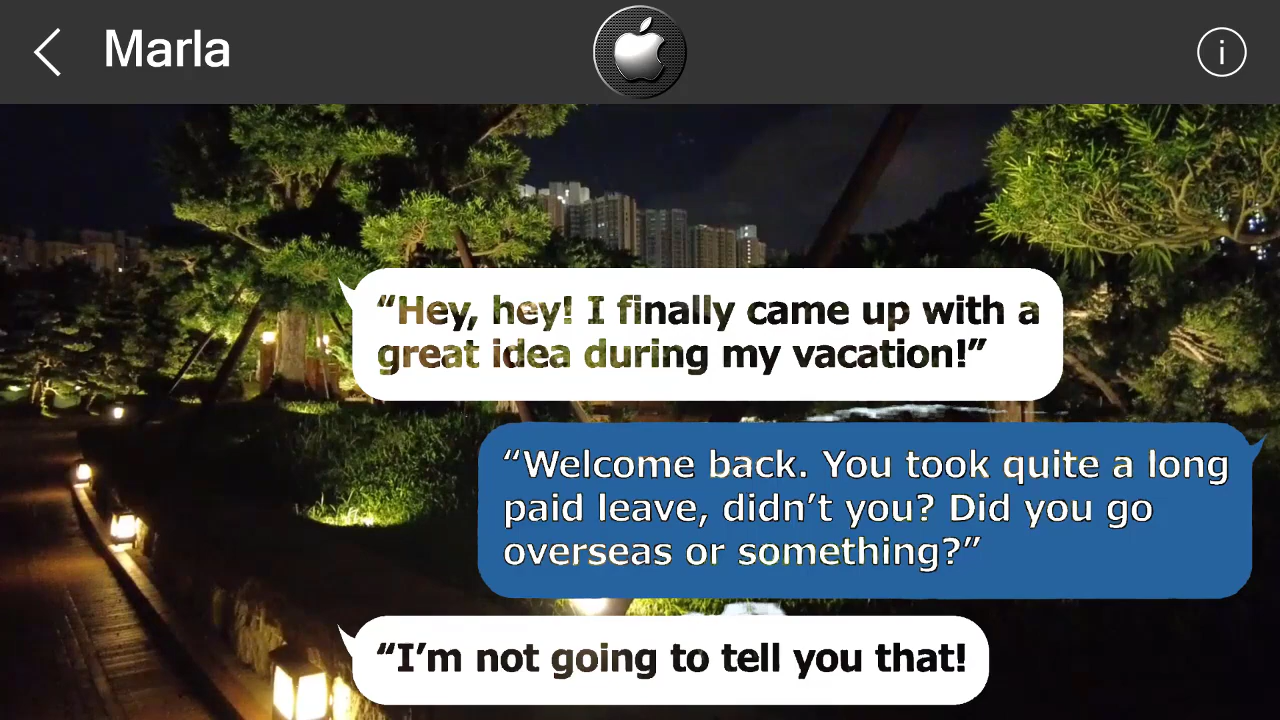 Marla
i
“Hey, hey! I finally came up with a
great idea during my vacation!”
“Welcome back. You took quite a long
paid leave, didn’t you? Did you go
overseas or something?”
“I’m not going to tell you that!